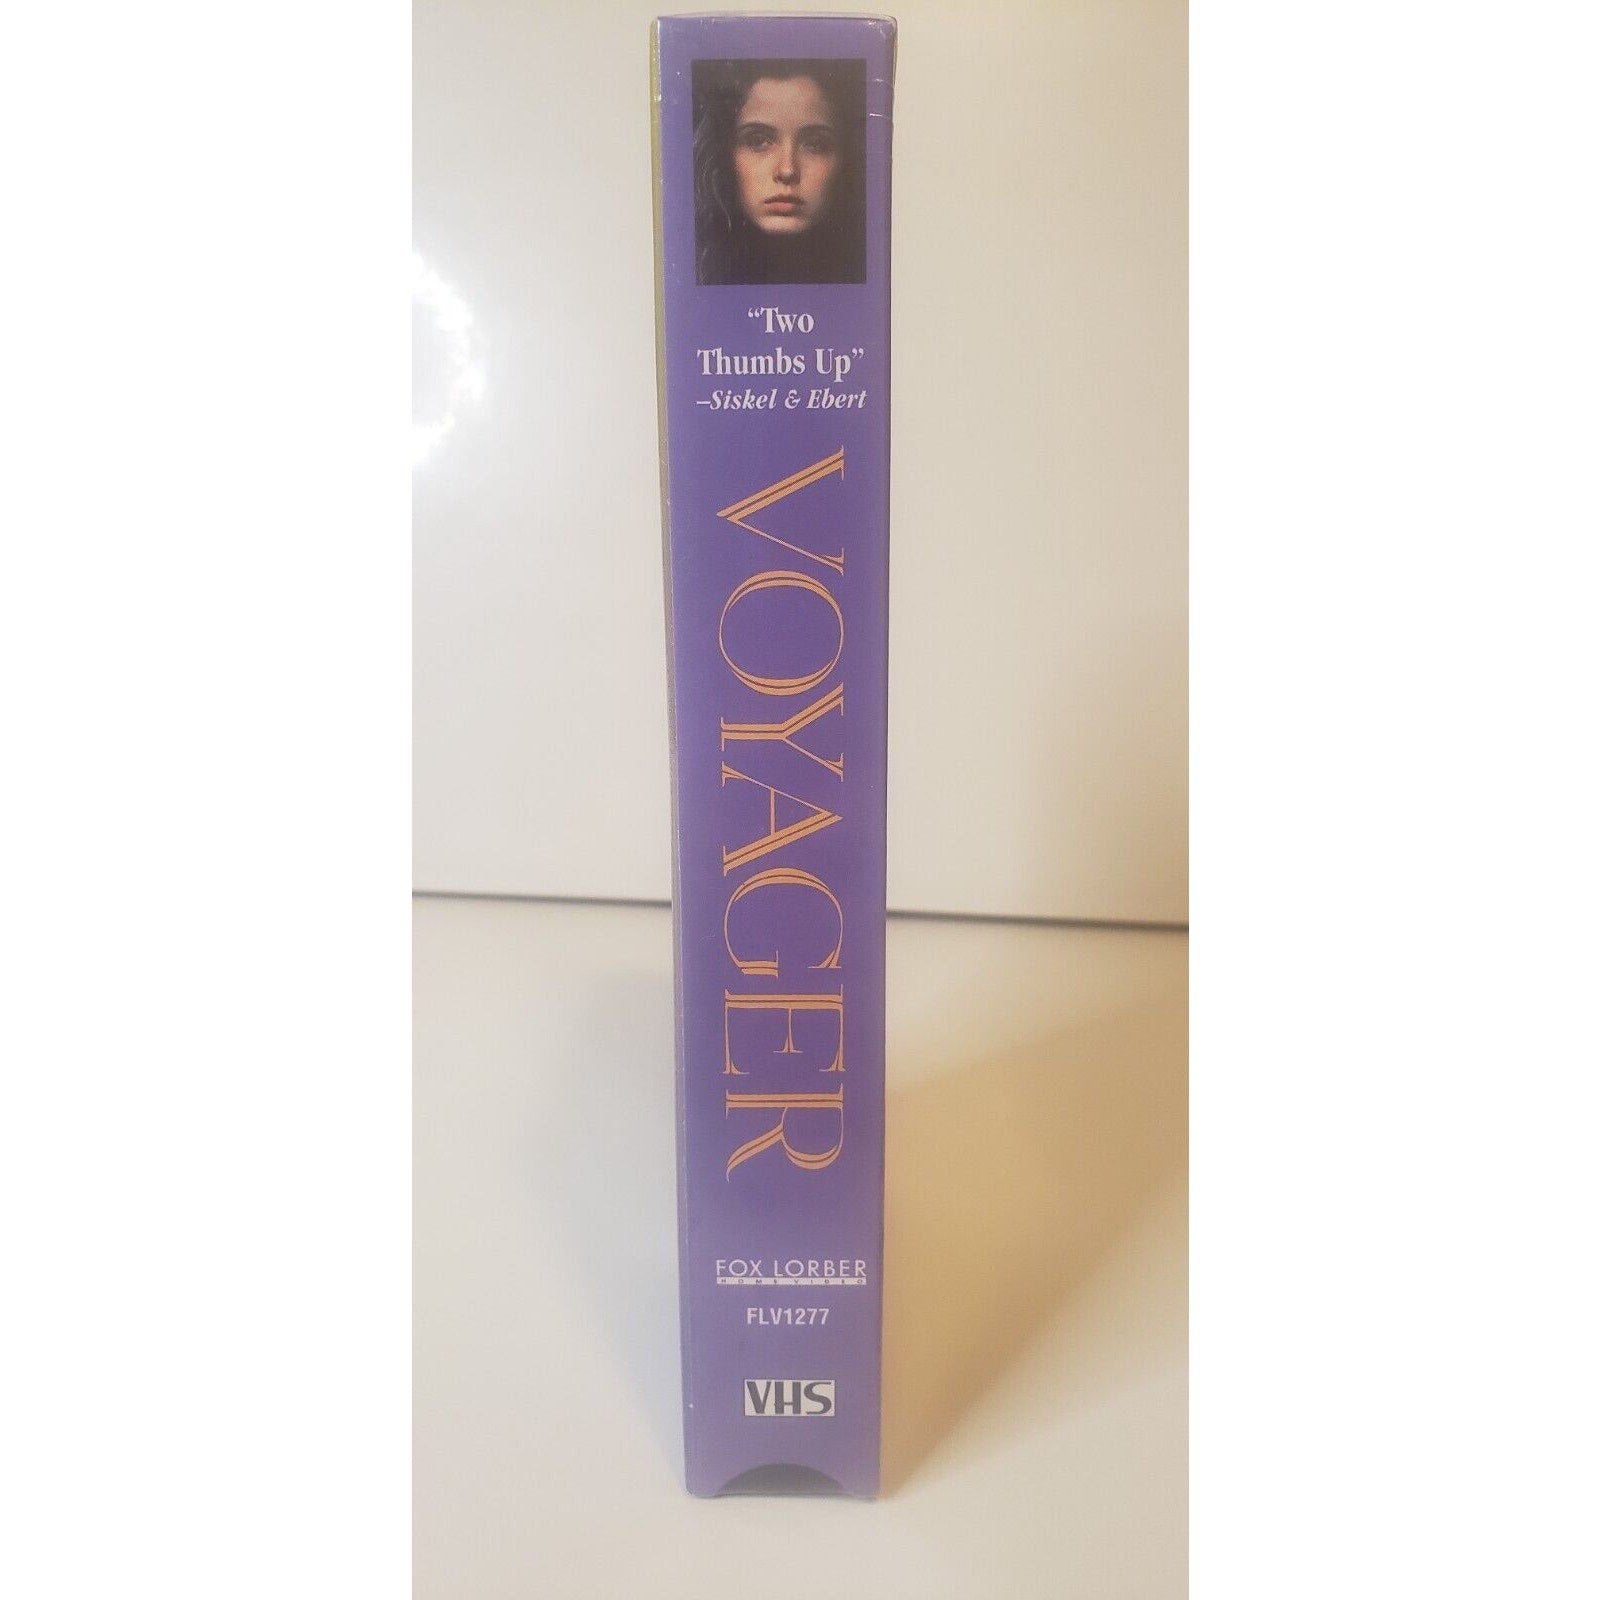 “Two
Thumbs Up”
–Siskel & Ebert
VOYAGER
FOX LORBER
HOME VIDEO
FLV1277
VHS